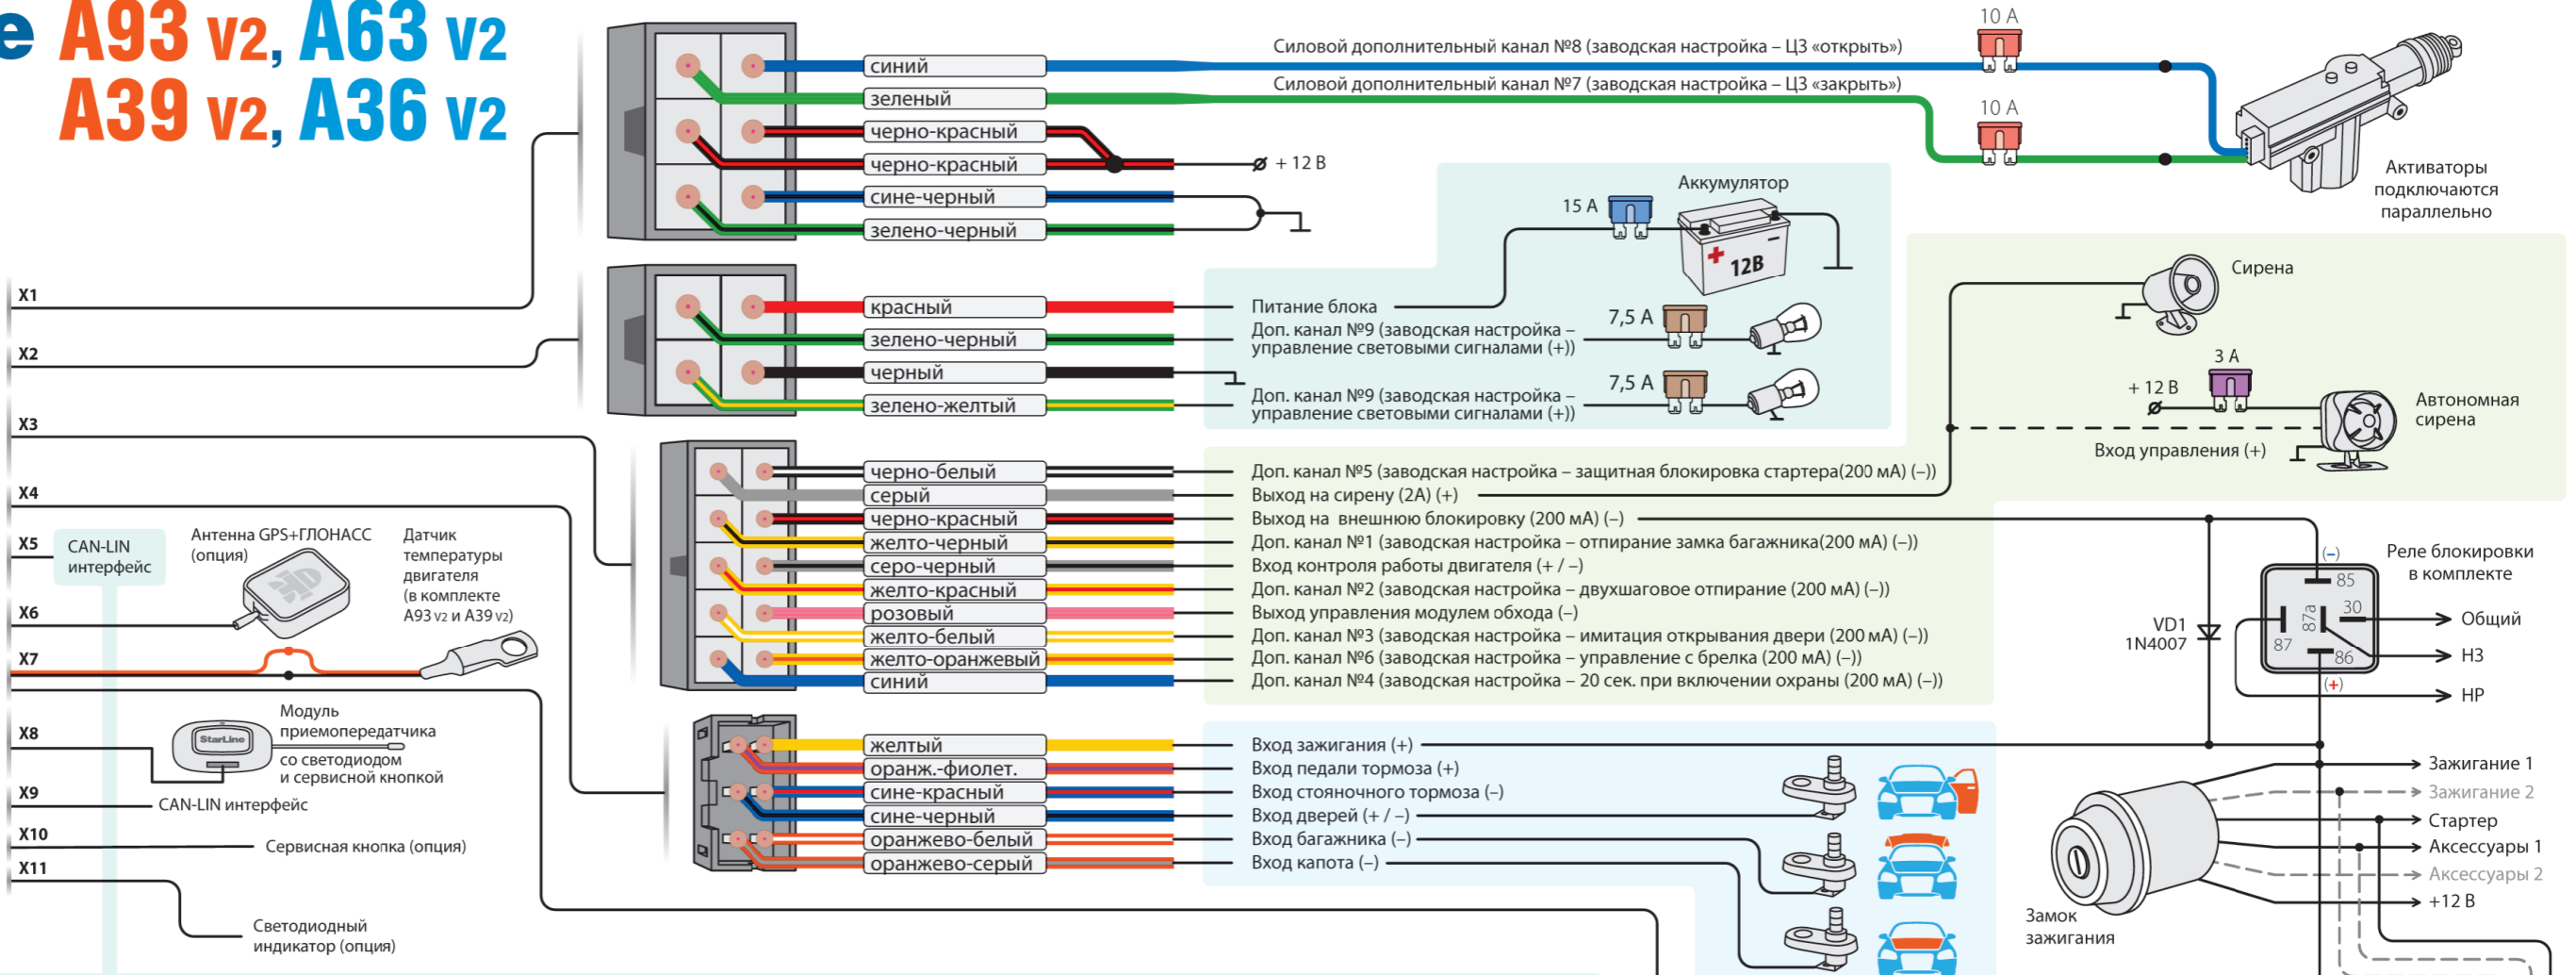 е A93 V2, A63 V2
A39 V2, A36 V2
X1
X2
X3
X4
X5
CAN-LIN
интерфейс
Антенна GPS+ГЛОНАСС
(опция)
Датчик
температуры
двигателя
(в комплекте
A93 V2 и A39 V2)
X6
X7
X8
StarLine
Модуль
приемопередатчика
со светодиодом
и сервисной кнопкой
X9
CAN-LIN интерфейс
X10
Сервисная кнопка (опция)
X11
Светодиодный
индикатор (опция)
синий
зеленый
черно-красный
черно-красный
сине-черный
зелено-черный
Силовой дополнительный канал №8 (заводская настройка – ЦЗ «открыть»)
Силовой дополнительный канал №7 (заводская настройка – ЦЗ «закрыть»)
+ 12 В
10 А
10 А
Активаторы
подключаются
параллельно
красный
зелено-черный
черный
зелено-желтый
Питание блока
Доп. канал №9 (заводская настройка –
управление световыми сигналами (+))
Доп. канал №9 (заводская настройка –
управление световыми сигналами (+))
15 А
Аккумулятор
12В
7,5 А
7,5 А
Сирена
3 А
+ 12 В
Автономная
сирена
Вход управления (+)
черно-белый
серый
черно-красный
желто-черный
серо-черный
желто-красный
розовый
желто-белый
желто-оранжевый
синий
Доп. канал №5 (заводская настройка – защитная блокировка стартера(200 мА) (–))
Выход на сирену (2А) (+)
Выход на внешнюю блокировку (200 мА) (–)
Доп. канал №1 (заводская настройка – отпирание замка багажника(200 мА) (–))
Вход контроля работы двигателя (+ / –)
Доп. канал №2 (заводская настройка – двухшаговое отпирание (200 мА) (–))
Выход управления модулем обхода (–)
Доп. канал №3 (заводская настройка – имитация открывания двери (200 мА) (–))
Доп. канал №6 (заводская настройка – управление с брелка (200 мА) (–))
Доп. канал №4 (заводская настройка – 20 сек. при включении охраны (200 мА) (–))
VD1
1N4007
(–)
85
87a
30
87
86
(+)
Реле блокировки
в комплекте
Общий
НЗ
НР
желтый
оранж.-фиолет.
сине-красный
сине-черный
оранжево-белый
оранжево-серый
Вход зажигания (+)
Вход педали тормоза (+)
Вход стояночного тормоза (–)
Вход дверей (+ / –)
Вход багажника (–)
Вход капота (–)
Замок
зажигания
Зажигание 1
Зажигание 2
Стартер
Аксессуары 1
Аксессуары 2
+12 В